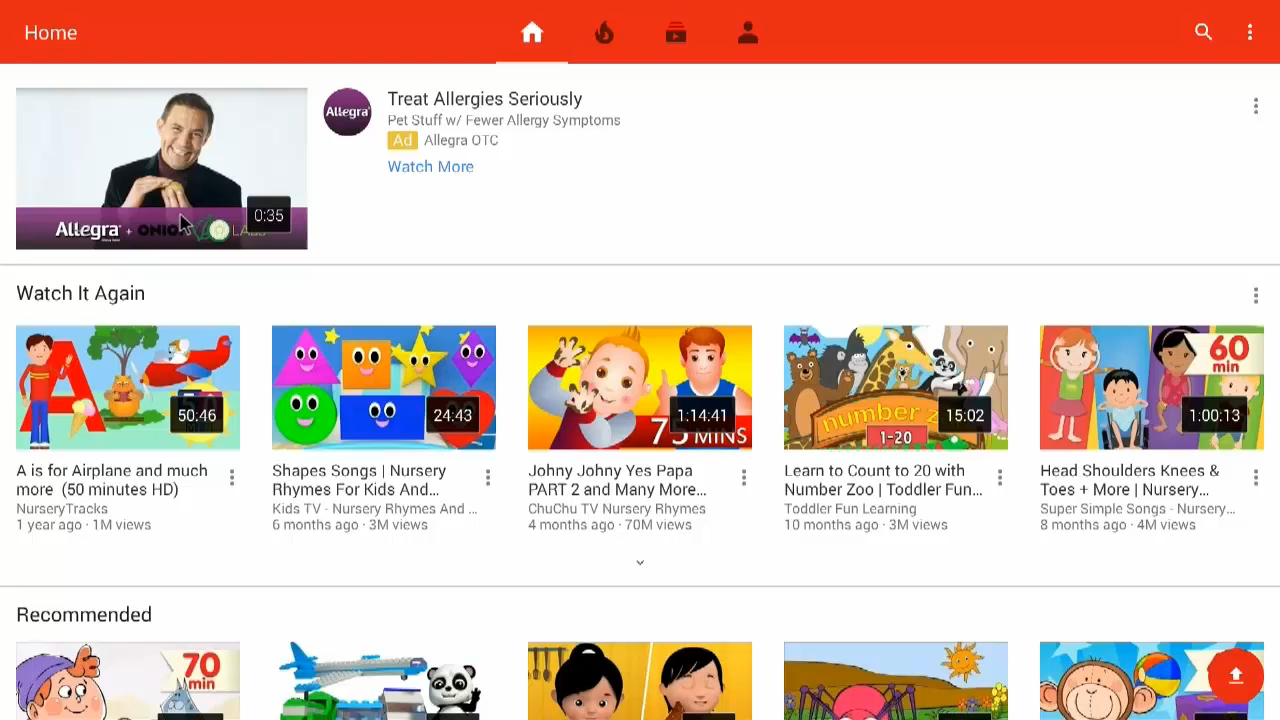 Home
Allegra
Treat Allergies Seriously
Pet Stuff w/ Fewer Allergy Symptoms
Ad Allegra OTC
Watch More
0:35
Allegra +
Watch It Again
A
50:46
24:43
75 MINS
1:14:41
number
1-20
15:02
60
min
1:00:13
A is for Airplane and much
more (50 minutes HD)
NurseryTracks
1 year ago · 1M views
Shapes Songs | Nursery
Rhymes For Kids And...
Kids TV - Nursery Rhymes And ...
6 months ago · 3M views
Johny Johny Yes Papa
PART 2 and Many More...
ChuChu TV Nursery Rhymes
4 months ago · 70M views
Learn to Count to 20 with
Number Zoo | Toddler Fun...
Toddler Fun Learning
10 months ago · 3M views
Head Shoulders Knees &
Toes + More | Nursery...
Super Simple Songs - Nursery...
8 months ago · 4M views
Recommended
70
min